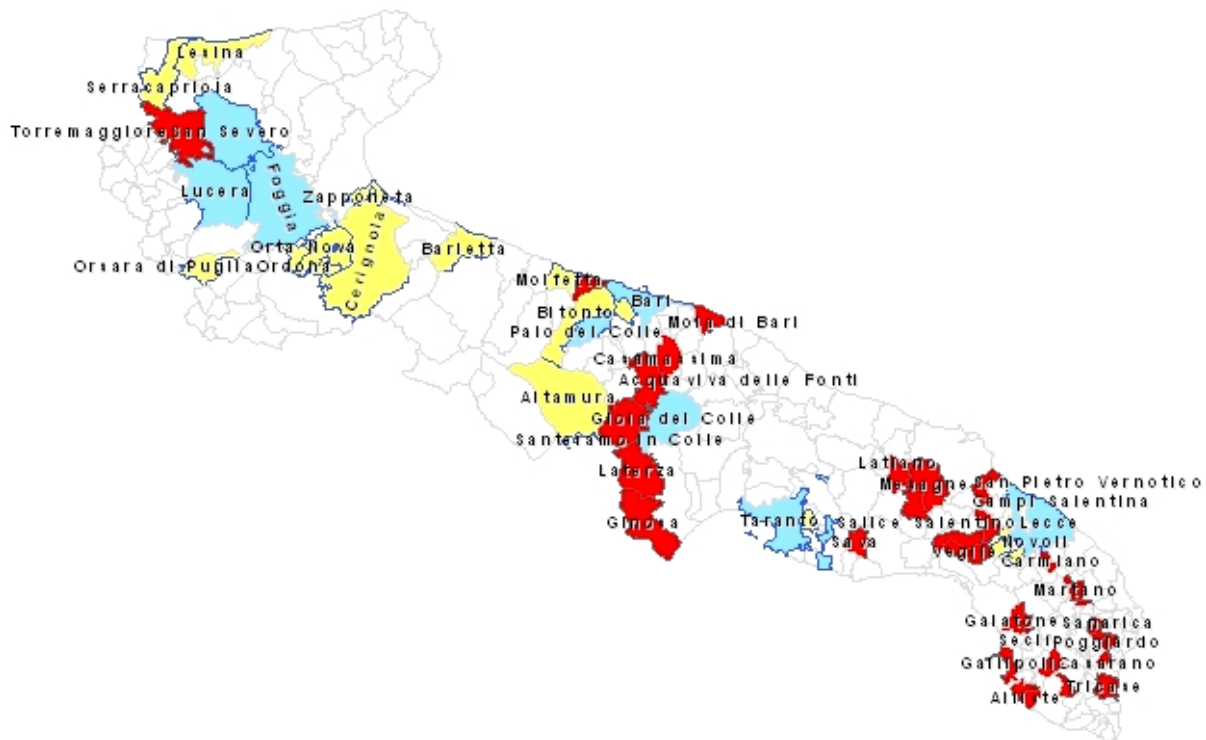 Lesina
Serracapriola
Torremaggiore
San Severo
Lucera
Foggia
Zapponeta
Orta Nova
Cerignola
Barletta
Orsara di Puglia
Ordona
Molfetta
Bari
Bitonto
Mola di Bari
Palo del Colle
Casamassima
Acquaviva delle Fonti
Altamura
Gioia del Colle
Santeramo in Colle
Laterza
Latiano
Mesagne
San Pietro Vernotico
Campi Salentina
Ginosa
Taranto
Salice Salentino
Lecce
Sava
Veglie
Novoli
Carmiano
Martano
Galatone
Sanarica
Seclì
Poggiardo
Gallipoli
Casarano
Tricase
Alliste